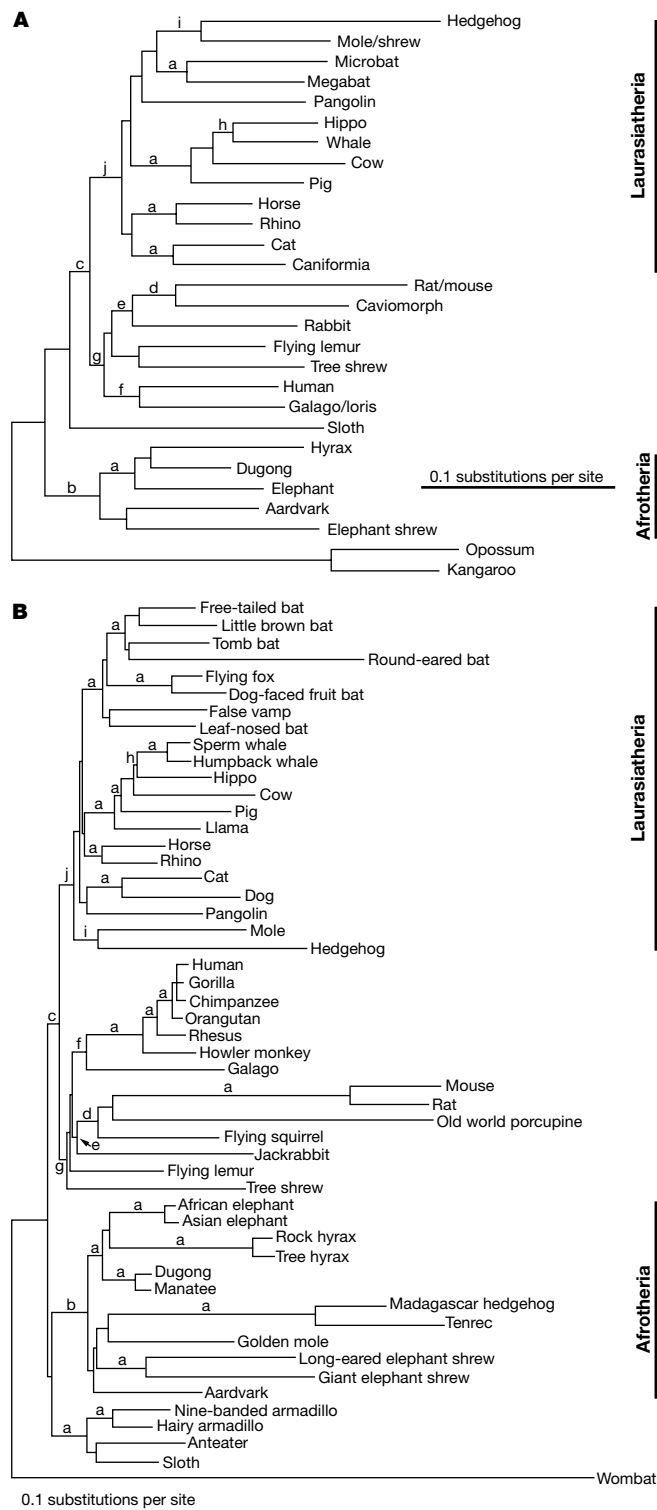 A
i
Hedgehog
Mole/shrew
a
Microbat
Megabat
Pangolin
h
Hippo
Whale
a
Cow
j
Pig
a
Horse
Rhino
a
Cat
Caniformia
Laurasiatheria
c
d
Rat/mouse
e
Caviomorph
Rabbit
Flying lemur
g
Tree shrew
f
Human
Galago/loris
Sloth
a
Hyrax
Dugong
b
Elephant
0.1 substitutions per site
Aardvark
Elephant shrew
Afrotheria
Opossum
Kangaroo
B
Free-tailed bat
a
Little brown bat
Tomb bat
Round-eared bat
a
a
Flying fox
Dog-faced fruit bat
False vamp
Leaf-nosed bat
a
Sperm whale
h
Humpback whale
Hippo
a
Cow
a
Pig
Llama
a
Horse
Rhino
j
a
Cat
Dog
Pangolin
i
Mole
Hedgehog
Laurasiatheria
Human
Gorilla
a
Chimpanzee
a
Orangutan
c
a
Rhesus
f
Howler monkey
Galago
a
Mouse
Rat
d
Old world porcupine
e
Flying squirrel
Jackrabbit
g
Flying lemur
Tree shrew
a
African elephant
Asian elephant
a
a
Rock hyrax
Tree hyrax
a
Dugong
Manatee
b
a
Madagascar hedgehog
Tenrec
Golden mole
a
Long-eared elephant shrew
Giant elephant shrew
Aardvark
Afrotheria
a
Nine-banded armadillo
a
Hairy armadillo
Anteater
Sloth
Wombat
0.1 substitutions per site